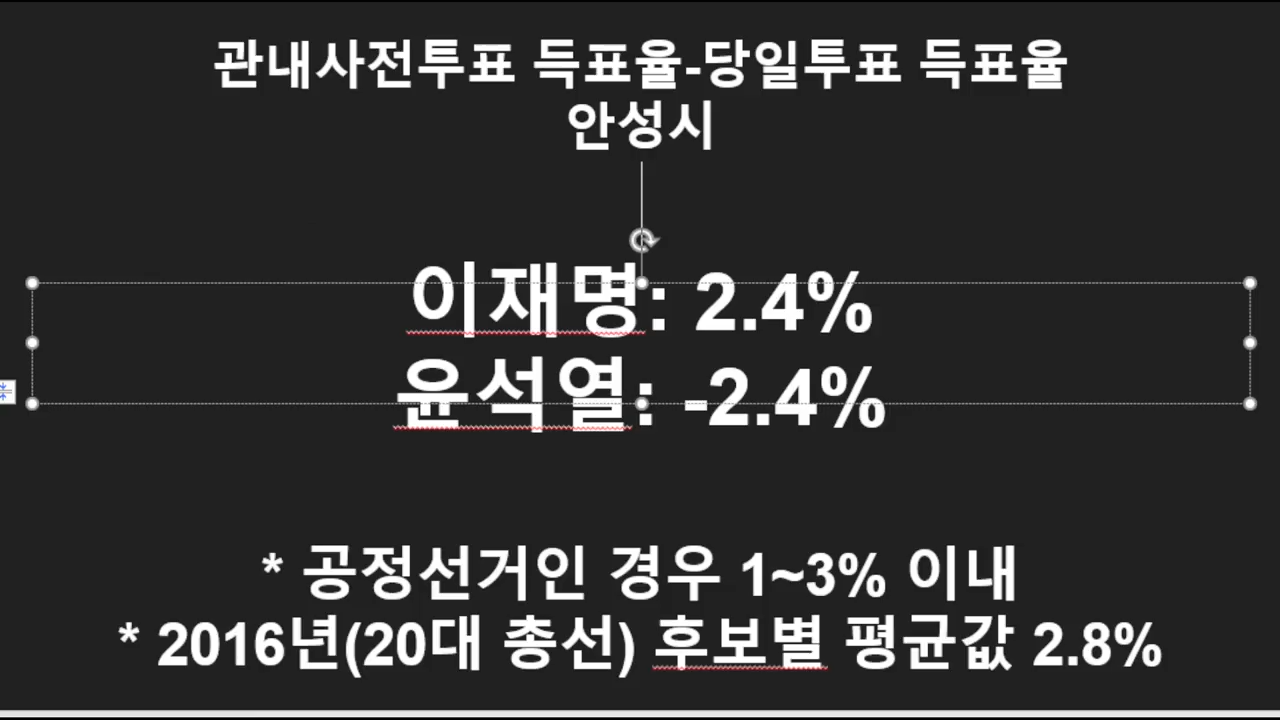 관내사전투표 득표율-당일투표 득표율
안성시
이재명: 2.4%
윤석열: -2.4%
* 공정선거인 경우 1~3% 이내
* 2016년(20대 총선) 후보별 평균값 2.8%